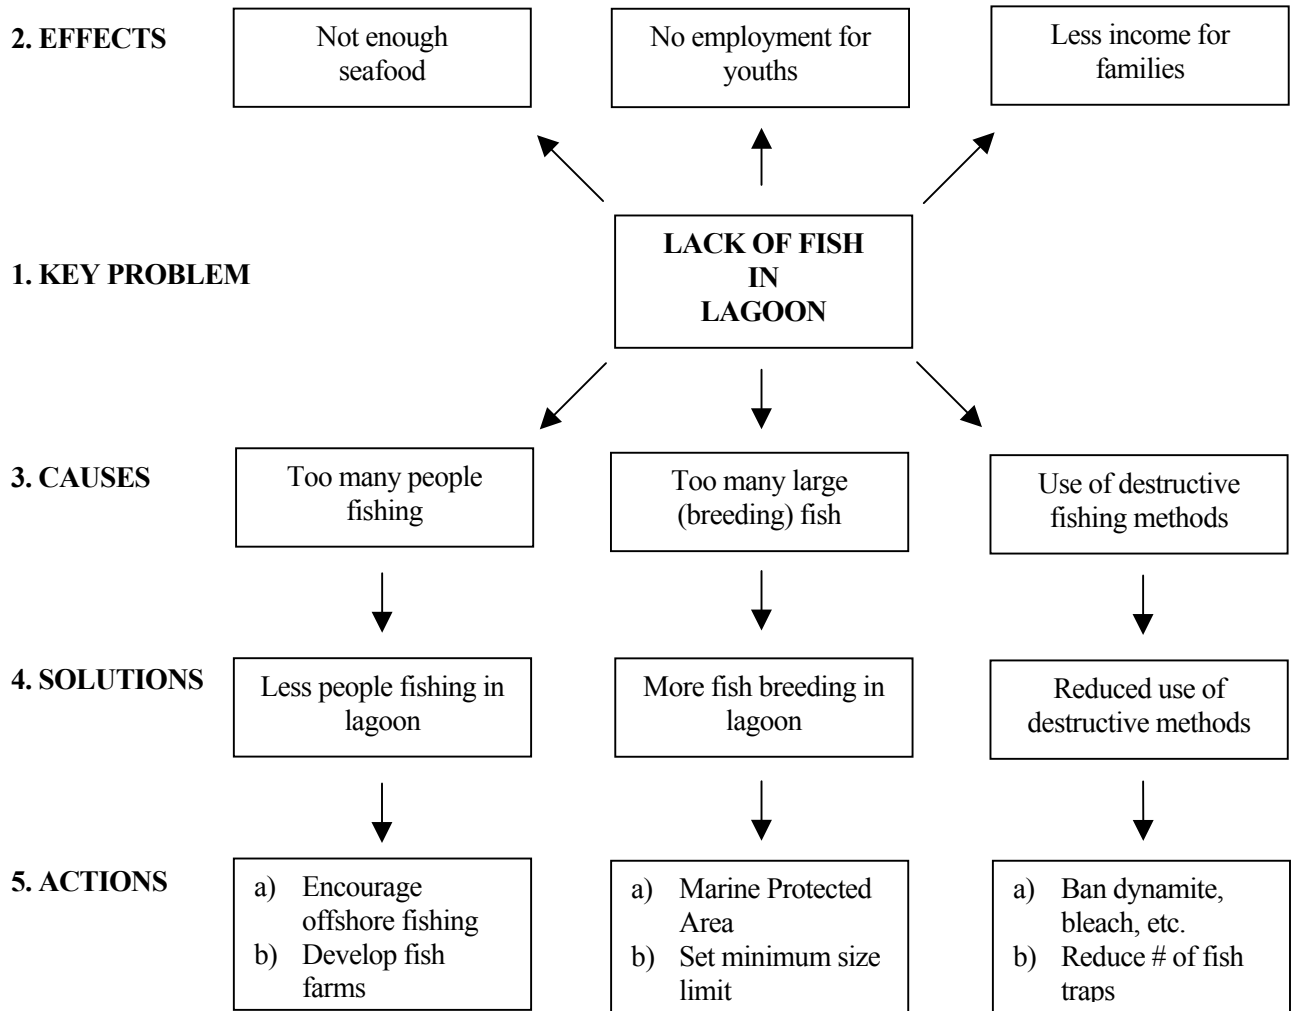 2. EFFECTS
Not enough
seafood
No employment for
youths
Less income for
families
1. KEY PROBLEM
LACK OF FISH
IN
LAGOON
3. CAUSES
Too many people
fishing
Too many large
(breeding) fish
Use of destructive
fishing methods
4. SOLUTIONS
Less people fishing in
lagoon
More fish breeding in
lagoon
Reduced use of
destructive methods
5. ACTIONS
a) Encourage
offshore fishing
b) Develop fish
farms
a) Marine Protected
Area
b) Set minimum size
limit
a) Ban dynamite,
bleach, etc.
b) Reduce # of fish
traps